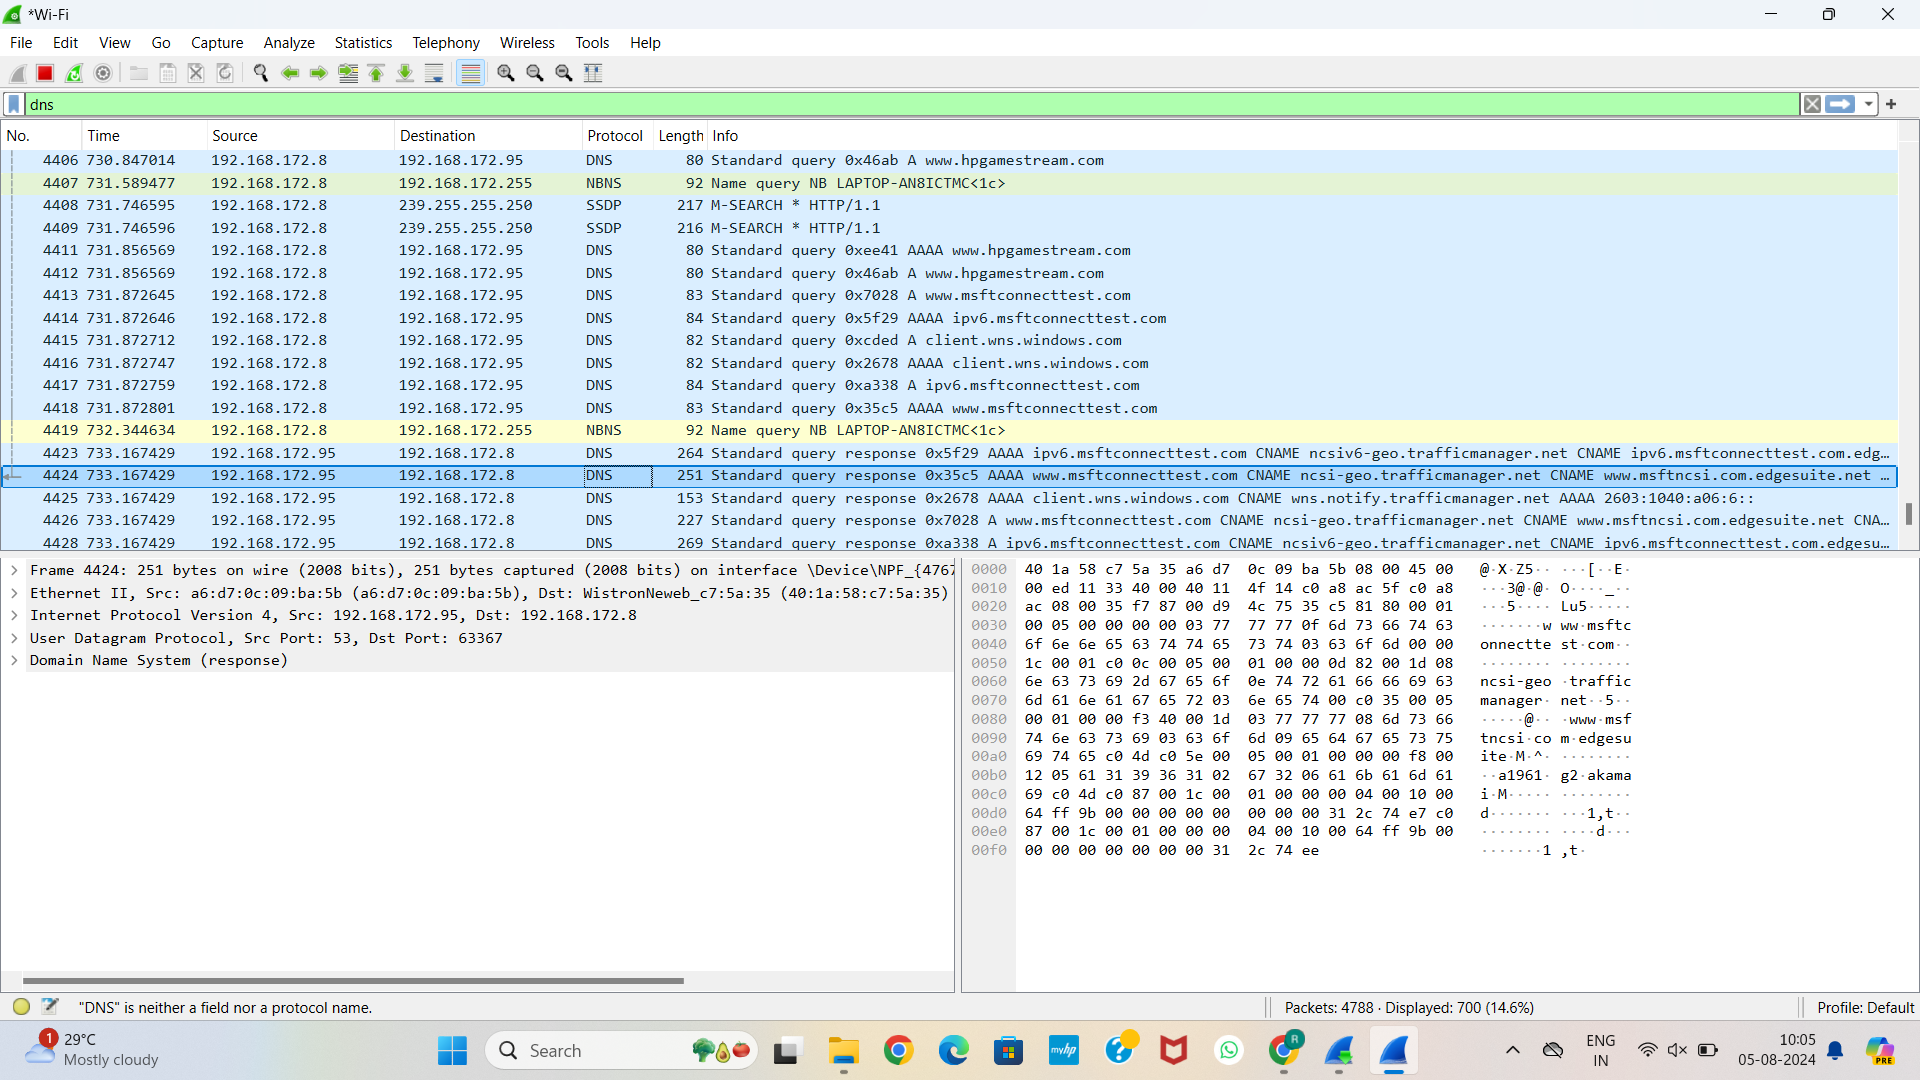 *Wi-Fi
File Edit View Go Capture Analyze Statistics Telephony Wireless Tools Help
dns
No. Time Source Destination Protocol Length Info
4406 730.847014 192.168.172.8 192.168.172.95 DNS 80 Standard query 0x46ab A www.hpgamestream.com
4407 731.589477 192.168.172.8 192.168.172.255 NBNS 92 Name query NB LAPTOP-AN8ICTMC<1c>
4408 731.746595 192.168.172.8 239.255.255.250 SSDP 217 M-SEARCH * HTTP/1.1
4409 731.746596 192.168.172.8 239.255.255.250 SSDP 216 M-SEARCH * HTTP/1.1
4411 731.856569 192.168.172.8 192.168.172.95 DNS 80 Standard query 0xee41 AAAA www.hpgamestream.com
4412 731.856569 192.168.172.8 192.168.172.95 DNS 80 Standard query 0x46ab A www.hpgamestream.com
4413 731.872645 192.168.172.8 192.168.172.95 DNS 83 Standard query 0x7028 A www.msftconnecttest.com
4414 731.872646 192.168.172.8 192.168.172.95 DNS 84 Standard query 0x5f29 AAAA ipv6.msftconnecttest.com
4415 731.872712 192.168.172.8 192.168.172.95 DNS 82 Standard query 0xcded A client.wns.windows.com
4416 731.872747 192.168.172.8 192.168.172.95 DNS 82 Standard query 0x2678 AAAA client.wns.windows.com
4417 731.872759 192.168.172.8 192.168.172.95 DNS 84 Standard query 0xa338 A ipv6.msftconnecttest.com
4418 731.872801 192.168.172.8 192.168.172.95 DNS 83 Standard query 0x35c5 AAAA www.msftconnecttest.com
4419 732.344634 192.168.172.8 192.168.172.255 NBNS 92 Name query NB LAPTOP-AN8ICTMC<1c>
4423 733.167429 192.168.172.95 192.168.172.8 DNS 264 Standard query response 0x5f29 AAAA ipv6.msftconnecttest.com CNAME ncsiv6-geo.trafficmanager.net CNAME ipv6.msftconnecttest.com.edg…
4424 733.167429 192.168.172.95 192.168.172.8 DNS 251 Standard query response 0x35c5 AAAA www.msftconnecttest.com CNAME ncsi-geo.trafficmanager.net CNAME www.msftncsi.com.edgesuite.net …
4425 733.167429 192.168.172.95 192.168.172.8 DNS 153 Standard query response 0x2678 AAAA client.wns.windows.com CNAME wns.notify.trafficmanager.net AAAA 2603:1040:a06:6::
4426 733.167429 192.168.172.95 192.168.172.8 DNS 227 Standard query response 0x7028 A www.msftconnecttest.com CNAME ncsi-geo.trafficmanager.net CNAME www.msftncsi.com.edgesuite.net CNA…
4428 733.167429 192.168.172.95 192.168.172.8 DNS 269 Standard query response 0xa338 A ipv6.msftconnecttest.com CNAME ncsiv6-geo.trafficmanager.net CNAME ipv6.msftconnecttest.com.edgesu…
Frame 4424: 251 bytes on wire (2008 bits), 251 bytes captured (2008 bits) on interface \Device\NPF_{4767
Ethernet II, Src: a6:d7:0c:09:ba:5b (a6:d7:0c:09:ba:5b), Dst: WistronNeweb_c7:5a:35 (40:1a:58:c7:5a:35)
Internet Protocol Version 4, Src: 192.168.172.95, Dst: 192.168.172.8
User Datagram Protocol, Src Port: 53, Dst Port: 63367
Domain Name System (response)
0000 40 1a 58 c7 5a 35 a6 d7 0c 09 ba 5b 08 00 45 00 @·X·Z5·· ···[··E·
0010 00 ed 11 33 40 00 40 11 4f 14 c0 a8 ac 5f c0 a8 ···3@·@· O····_··
0020 ac 08 00 35 f7 87 00 d9 4c 75 35 c5 81 80 00 01 ···5···· Lu5·····
0030 00 05 00 00 00 00 03 77 77 77 0f 6d 73 66 74 63 ·······w ww·msftc
0040 6f 6e 6e 65 63 74 74 65 73 74 03 63 6f 6d 00 00 onnectte st·com··
0050 1c 00 01 c0 0c 00 05 00 01 00 00 0d 82 00 1d 08 ········ ········
0060 6e 63 73 69 2d 67 65 6f 0e 74 72 61 66 66 69 63 ncsi-geo ·traffic
0070 6d 61 6e 61 67 65 72 03 6e 65 74 00 c0 35 00 05 manager· net··5··
0080 00 01 00 00 f3 40 00 1d 03 77 77 77 08 6d 73 66 ·····@·· ·www·msf
0090 74 6e 63 73 69 03 63 6f 6d 09 65 64 67 65 73 75 tncsi·co m·edgesu
00a0 69 74 65 c0 4d c0 5e 00 05 00 01 00 00 00 f8 00 ite·M·^· ········
00b0 12 05 61 31 39 36 31 02 67 32 06 61 6b 61 6d 61 ··a1961· g2·akama
00c0 69 c0 4d c0 87 00 1c 00 01 00 00 00 04 00 10 00 i·M····· ········
00d0 64 ff 9b 00 00 00 00 00 00 00 00 31 2c 74 e7 c0 d······· ···1,t··
00e0 87 00 1c 00 01 00 00 00 04 00 10 00 64 ff 9b 00 ········ ····d···
00f0 00 00 00 00 00 00 00 31 2c 74 ee ·······1 ,t·
"DNS" is neither a field nor a protocol name.
Packets: 4788 · Displayed: 700 (14.6%)
Profile: Default
1
29°C
Mostly cloudy
Search
myhp
R
ENG
IN
10:05
05-08-2024
PRE